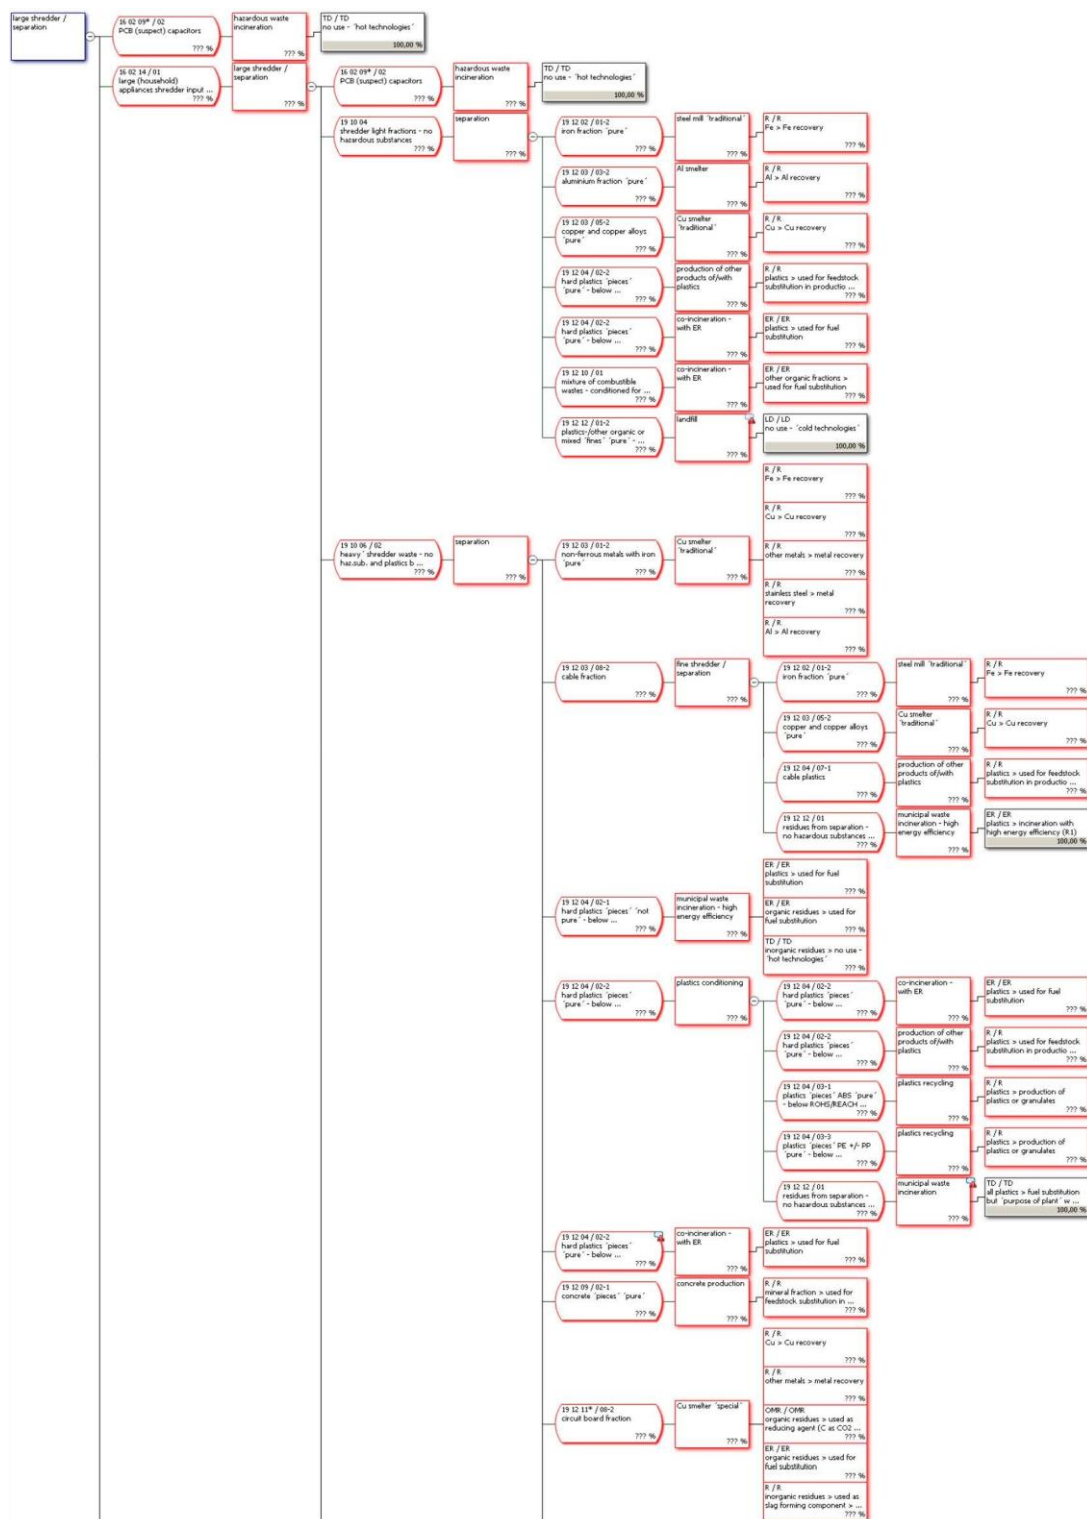 large shredder /
separation
16 02 09* / 02
PCB (suspect) capacitors
??? %
hazardous waste
incineration
??? %
TD / TD
no use - ´hot technologies´
100,00 %
16 02 14 / 01
large (household)
appliances shredder input ...
??? %
large shredder /
separation
??? %
16 02 09* / 02
PCB (suspect) capacitors
??? %
hazardous waste
incineration
??? %
TD / TD
no use - ´hot technologies´
100,00 %
19 10 04
shredder light fractions - no
hazardous substances
??? %
separation
??? %
19 12 02 / 01-2
iron fraction ´pure´
??? %
steel mill ´traditional´
??? %
R / R
Fe > Fe recovery
??? %
19 12 03 / 03-2
aluminium fraction ´pure´
??? %
Al smelter
??? %
R / R
Al > Al recovery
??? %
19 12 03 / 05-2
copper and copper alloys
´pure´
??? %
Cu smelter
´traditional´
??? %
R / R
Cu > Cu recovery
??? %
19 12 04 / 02-2
hard plastics ´pieces´
´pure´ - below ...
??? %
production of other
products of/with
plastics
??? %
R / R
plastics > used for feedstock
substitution in productio ...
??? %
19 12 04 / 02-2
hard plastics ´pieces´
´pure´ - below ...
??? %
co-incineration -
with ER
??? %
ER / ER
plastics > used for fuel
substitution
??? %
19 12 10 / 01
mixture of combustible
wastes - conditioned for ...
??? %
co-incineration -
with ER
??? %
ER / ER
other organic fractions >
used for fuel substitution
??? %
19 12 12 / 01-2
plastics-/other organic or
mixed ´fines´ ´pure´ - ...
??? %
landfill
??? %
LD / LD
no use - ´cold technologies´
100,00 %
19 10 06 / 02
heavy´ shredder waste - no
haz.sub. and plastics b ...
??? %
separation
??? %
19 12 03 / 01-2
non-ferrous metals with iron
´pure´
??? %
Cu smelter
´traditional´
??? %
R / R
Fe > Fe recovery
??? %
R / R
Cu > Cu recovery
??? %
R / R
other metals > metal recovery
??? %
R / R
stainless steel > metal
recovery
??? %
R / R
Al > Al recovery
??? %
19 12 03 / 08-2
cable fraction
??? %
fine shredder /
separation
??? %
19 12 02 / 01-2
iron fraction ´pure´
??? %
steel mill ´traditional´
??? %
R / R
Fe > Fe recovery
??? %
19 12 03 / 05-2
copper and copper alloys
´pure´
??? %
Cu smelter
´traditional´
??? %
R / R
Cu > Cu recovery
??? %
19 12 04 / 07-1
cable plastics
??? %
production of other
products of/with
plastics
??? %
R / R
plastics > used for feedstock
substitution in productio ...
??? %
19 12 12 / 01
residues from separation -
no hazardous substances ...
??? %
municipal waste
incineration - high
energy efficiency
??? %
ER / ER
plastics > incineration with
high energy efficiency (R1)
100,00 %
19 12 04 / 02-1
hard plastics ´pieces´ ´not
pure´ - below ...
??? %
municipal waste
incineration - high
energy efficiency
??? %
ER / ER
plastics > used for fuel
substitution
??? %
ER / ER
organic residues > used for
fuel substitution
??? %
TD / TD
inorganic residues > no use -
´hot technologies´
??? %
19 12 04 / 02-2
hard plastics ´pieces´
´pure´ - below ...
??? %
plastics conditioning
??? %
19 12 04 / 02-2
hard plastics ´pieces´
´pure´ - below ...
??? %
co-incineration -
with ER
??? %
ER / ER
plastics > used for fuel
substitution
??? %
19 12 04 / 02-2
hard plastics ´pieces´
´pure´ - below ...
??? %
production of other
products of/with
plastics
??? %
R / R
plastics > used for feedstock
substitution in productio ...
??? %
19 12 04 / 03-1
plastics ´pieces´ ABS ´pure´
- below ROHS/REACH ...
??? %
plastics recycling
??? %
R / R
plastics > production of
plastics or granulates
??? %
19 12 04 / 03-3
plastics ´pieces´ PE +/- PP
´pure´ - below ...
??? %
plastics recycling
??? %
R / R
plastics > production of
plastics or granulates
??? %
19 12 12 / 01
residues from separation -
no hazardous substances ...
??? %
municipal waste
incineration
??? %
TD / TD
all plastics > fuel substitution
but ´purpose of plant´ w ...
100,00 %
19 12 04 / 02-2
hard plastics ´pieces´
´pure´ - below ...
??? %
co-incineration -
with ER
??? %
ER / ER
plastics > used for fuel
substitution
??? %
19 12 09 / 02-1
concrete ´pieces´ ´pure´
??? %
concrete production
??? %
R / R
mineral fraction > used for
feedstock substitution in ...
??? %
19 12 11* / 08-2
circuit board fraction
??? %
Cu smelter ´special´
??? %
R / R
Cu > Cu recovery
??? %
R / R
other metals > metal recovery
??? %
OMR / OMR
organic residues > used as
reducing agent (C as CO2 ...
??? %
ER / ER
organic residues > used for
fuel substitution
??? %
R / R
inorganic residues > used as
slag forming component > ...
??? %